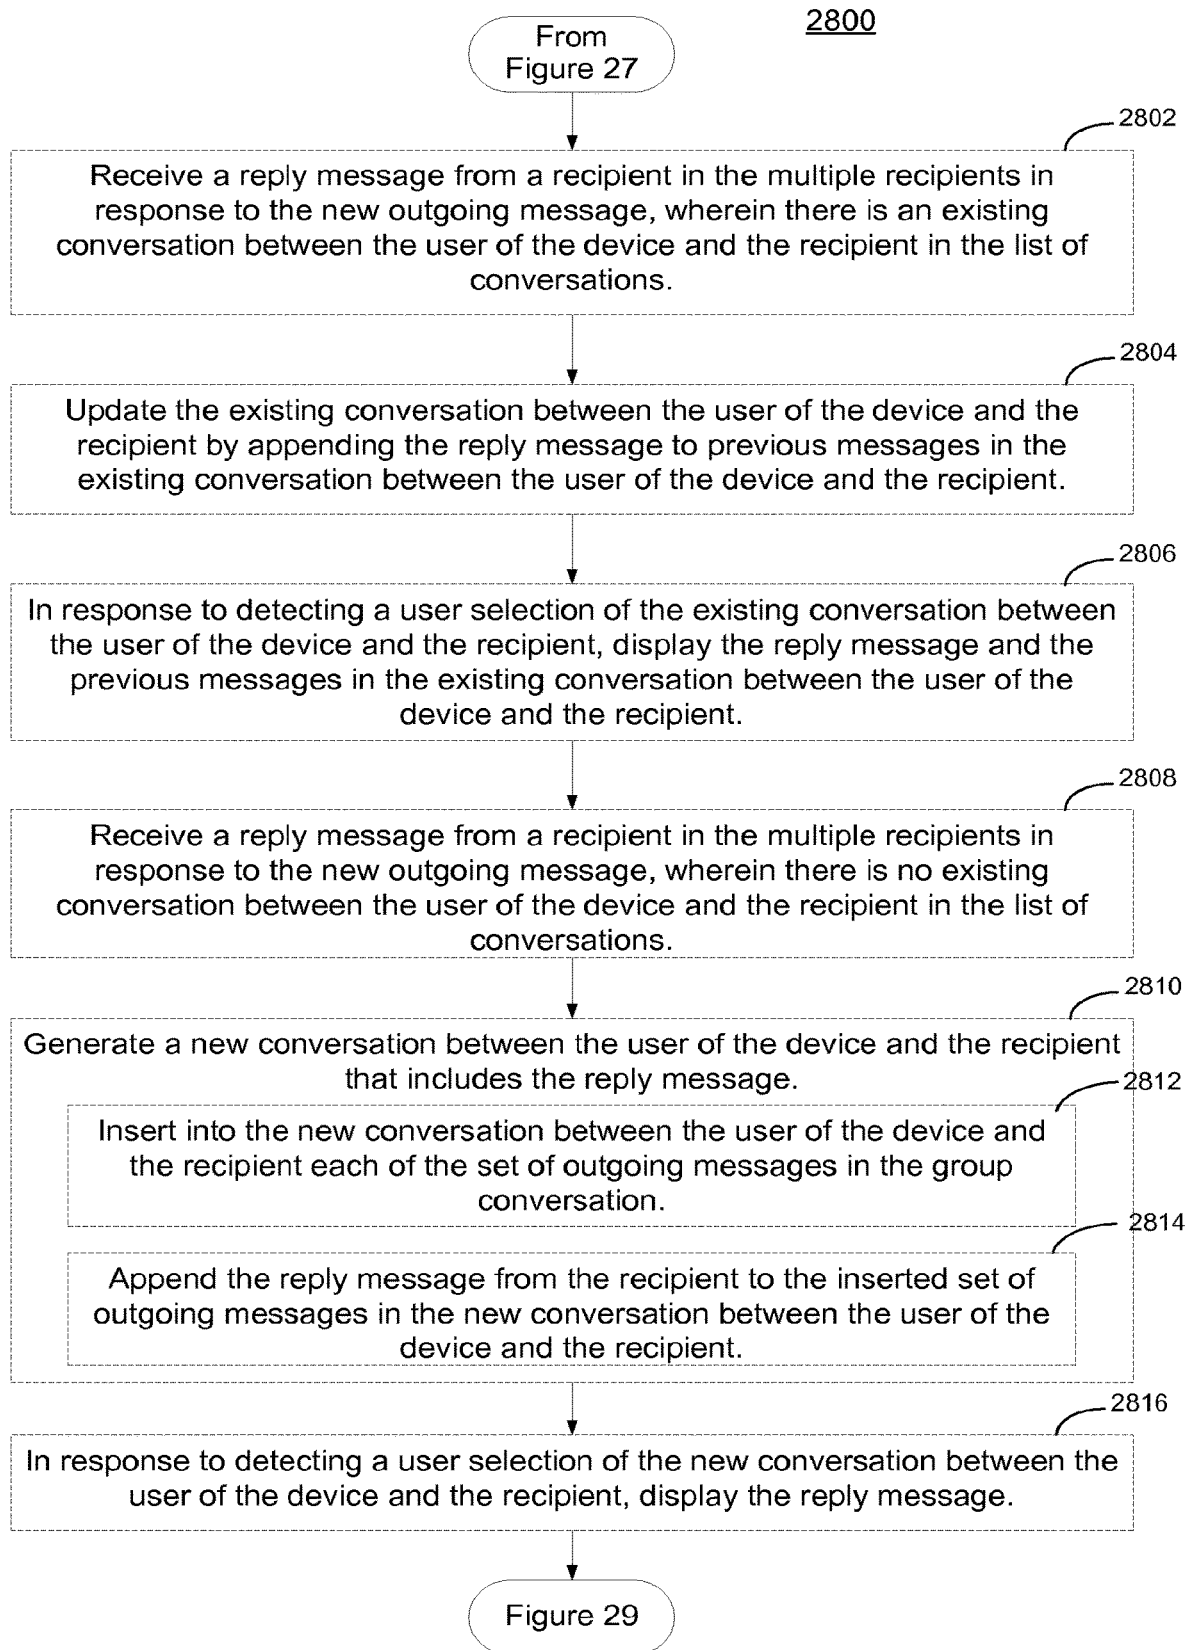 2800
From
Figure 27
2802
Receive a reply message from a recipient in the multiple recipients in
response to the new outgoing message, wherein there is an existing
conversation between the user of the device and the recipient in the list of
conversations.
2804
Update the existing conversation between the user of the device and the
recipient by appending the reply message to previous messages in the
existing conversation between the user of the device and the recipient.
2806
In response to detecting a user selection of the existing conversation between
the user of the device and the recipient, display the reply message and the
previous messages in the existing conversation between the user of the
device and the recipient.
2808
Receive a reply message from a recipient in the multiple recipients in
response to the new outgoing message, wherein there is no existing
conversation between the user of the device and the recipient in the list of
conversations.
2810
Generate a new conversation between the user of the device and the recipient
that includes the reply message.
2812
Insert into the new conversation between the user of the device and
the recipient each of the set of outgoing messages in the group
conversation.
2814
Append the reply message from the recipient to the inserted set of
outgoing messages in the new conversation between the user of the
device and the recipient.
2816
In response to detecting a user selection of the new conversation between the
user of the device and the recipient, display the reply message.
Figure 29